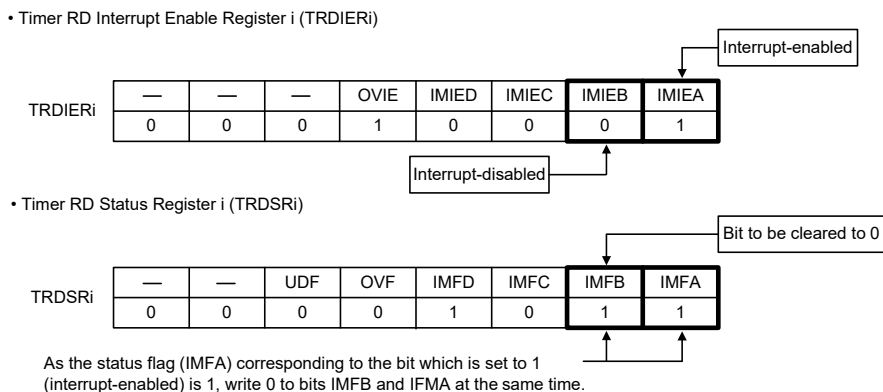 • Timer RD Interrupt Enable Register i (TRDIERi)
Interrupt-enabled
TRDIERi
— — — OVIE IMIED IMIEC IMIEB IMIEA
0 0 0 1 0 0 0 1
Interrupt-disabled
• Timer RD Status Register i (TRDSRi)
Bit to be cleared to 0
TRDSRi
— — UDF OVF IMFD IMFC IMFB IMFA
0 0 0 0 1 0 1 1
As the status flag (IMFA) corresponding to the bit which is set to 1
(interrupt-enabled) is 1, write 0 to bits IMFB and IFMA at the same time.